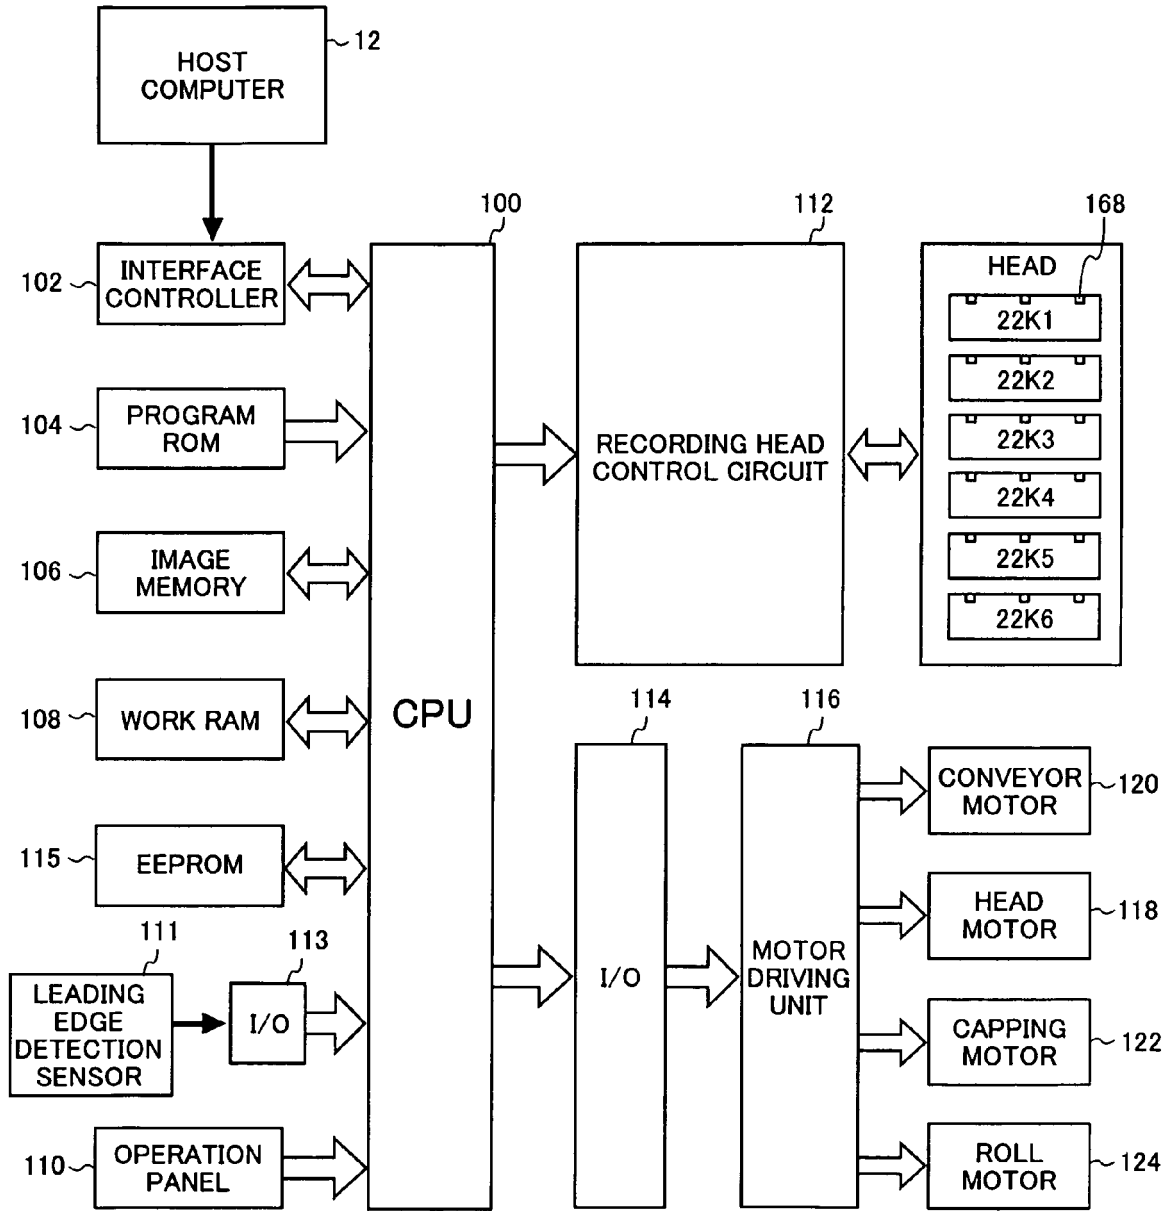 12
HOST
COMPUTER
100
112
168
102
INTERFACE
CONTROLLER
HEAD
22K1
22K2
22K3
22K4
22K5
22K6
104
PROGRAM
ROM
RECORDING HEAD
CONTROL CIRCUIT
106
IMAGE
MEMORY
108
WORK RAM
CPU
114
116
CONVEYOR
MOTOR
120
115
EEPROM
HEAD
MOTOR
118
111
113
LEADING
EDGE
DETECTION
SENSOR
I/O
I/O
MOTOR
DRIVING
UNIT
CAPPING
MOTOR
122
110
OPERATION
PANEL
ROLL
MOTOR
124